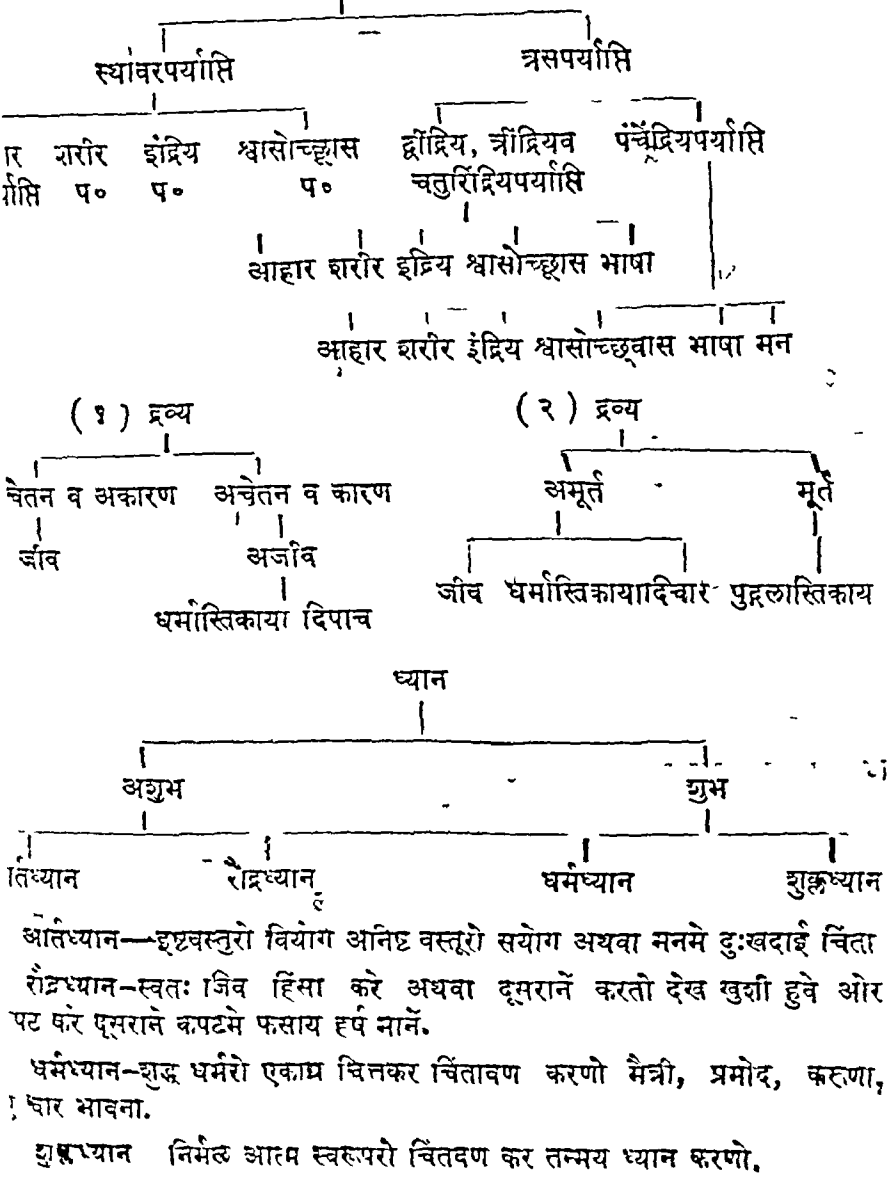 स्थावरपर्याप्ति त्रसपर्याप्ति
ार शरीर इंद्रिय श्वासोच्छ्वास द्वींद्रिय, त्रींद्रियव पंचेंद्रियपर्याप्ति
र्याप्ति प० प० प० चतुरिंद्रियपर्याप्ति
आहार शरीर इंद्रिय श्वासोच्छ्वास भाषा
आहार शरीर इंद्रिय श्वासोच्छ्वास भाषा मन
( १ ) द्रव्य ( २ ) द्रव्य
चेतन व अकारण अचेतन व कारण अमूर्त मूर्त
जीव अजीव
जीव धर्मास्तिकायादिचार पुद्गलास्तिकाय
धर्मास्तिकाया दिपाच
ध्यान
अशुभ शुभ
र्तध्यान रौद्रध्यान धर्मध्यान शुक्लध्यान
आर्तध्यान—इष्टवस्तुरो वियोग अनिष्ट वस्तूरो सयोग अथवा मनमे दुःखदाई चिंता
रौद्रध्यान-स्वतः जिव हिंसा करे अथवा दूसरानें करतो देख खुशी हुवे ओर
पट कर दूसराने कपटमे फसाय हर्ष मानें.
धर्मध्यान-शुद्ध धर्मरो एकाग्र चित्तकर चिंतावण करणो मैत्री, प्रमोद, करुणा,
चार भावना.
शुक्लध्यान निर्मळ आत्म स्वरूपरो चिंतवण कर तन्मय ध्यान करणो.